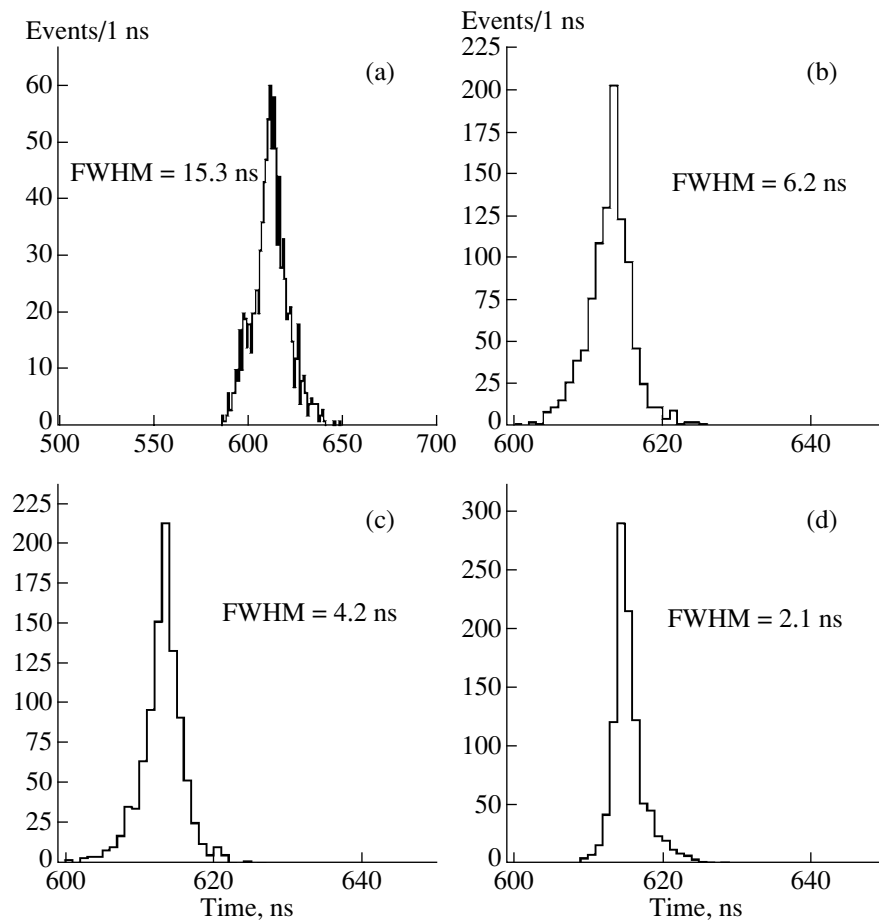 Events/1 ns
(a)
60
50
FWHM = 15.3 ns
40
30
20
10
0
500 550 600 650 700
Events/1 ns
225
(b)
200
175
FWHM = 6.2 ns
150
125
100
75
50
25
0
600 620 640
225
(c)
200
175
150
FWHM = 4.2 ns
125
100
75
50
25
0
600 620 640
Time, ns
300
(d)
250
FWHM = 2.1 ns
200
150
100
50
0
600 620 640
Time, ns